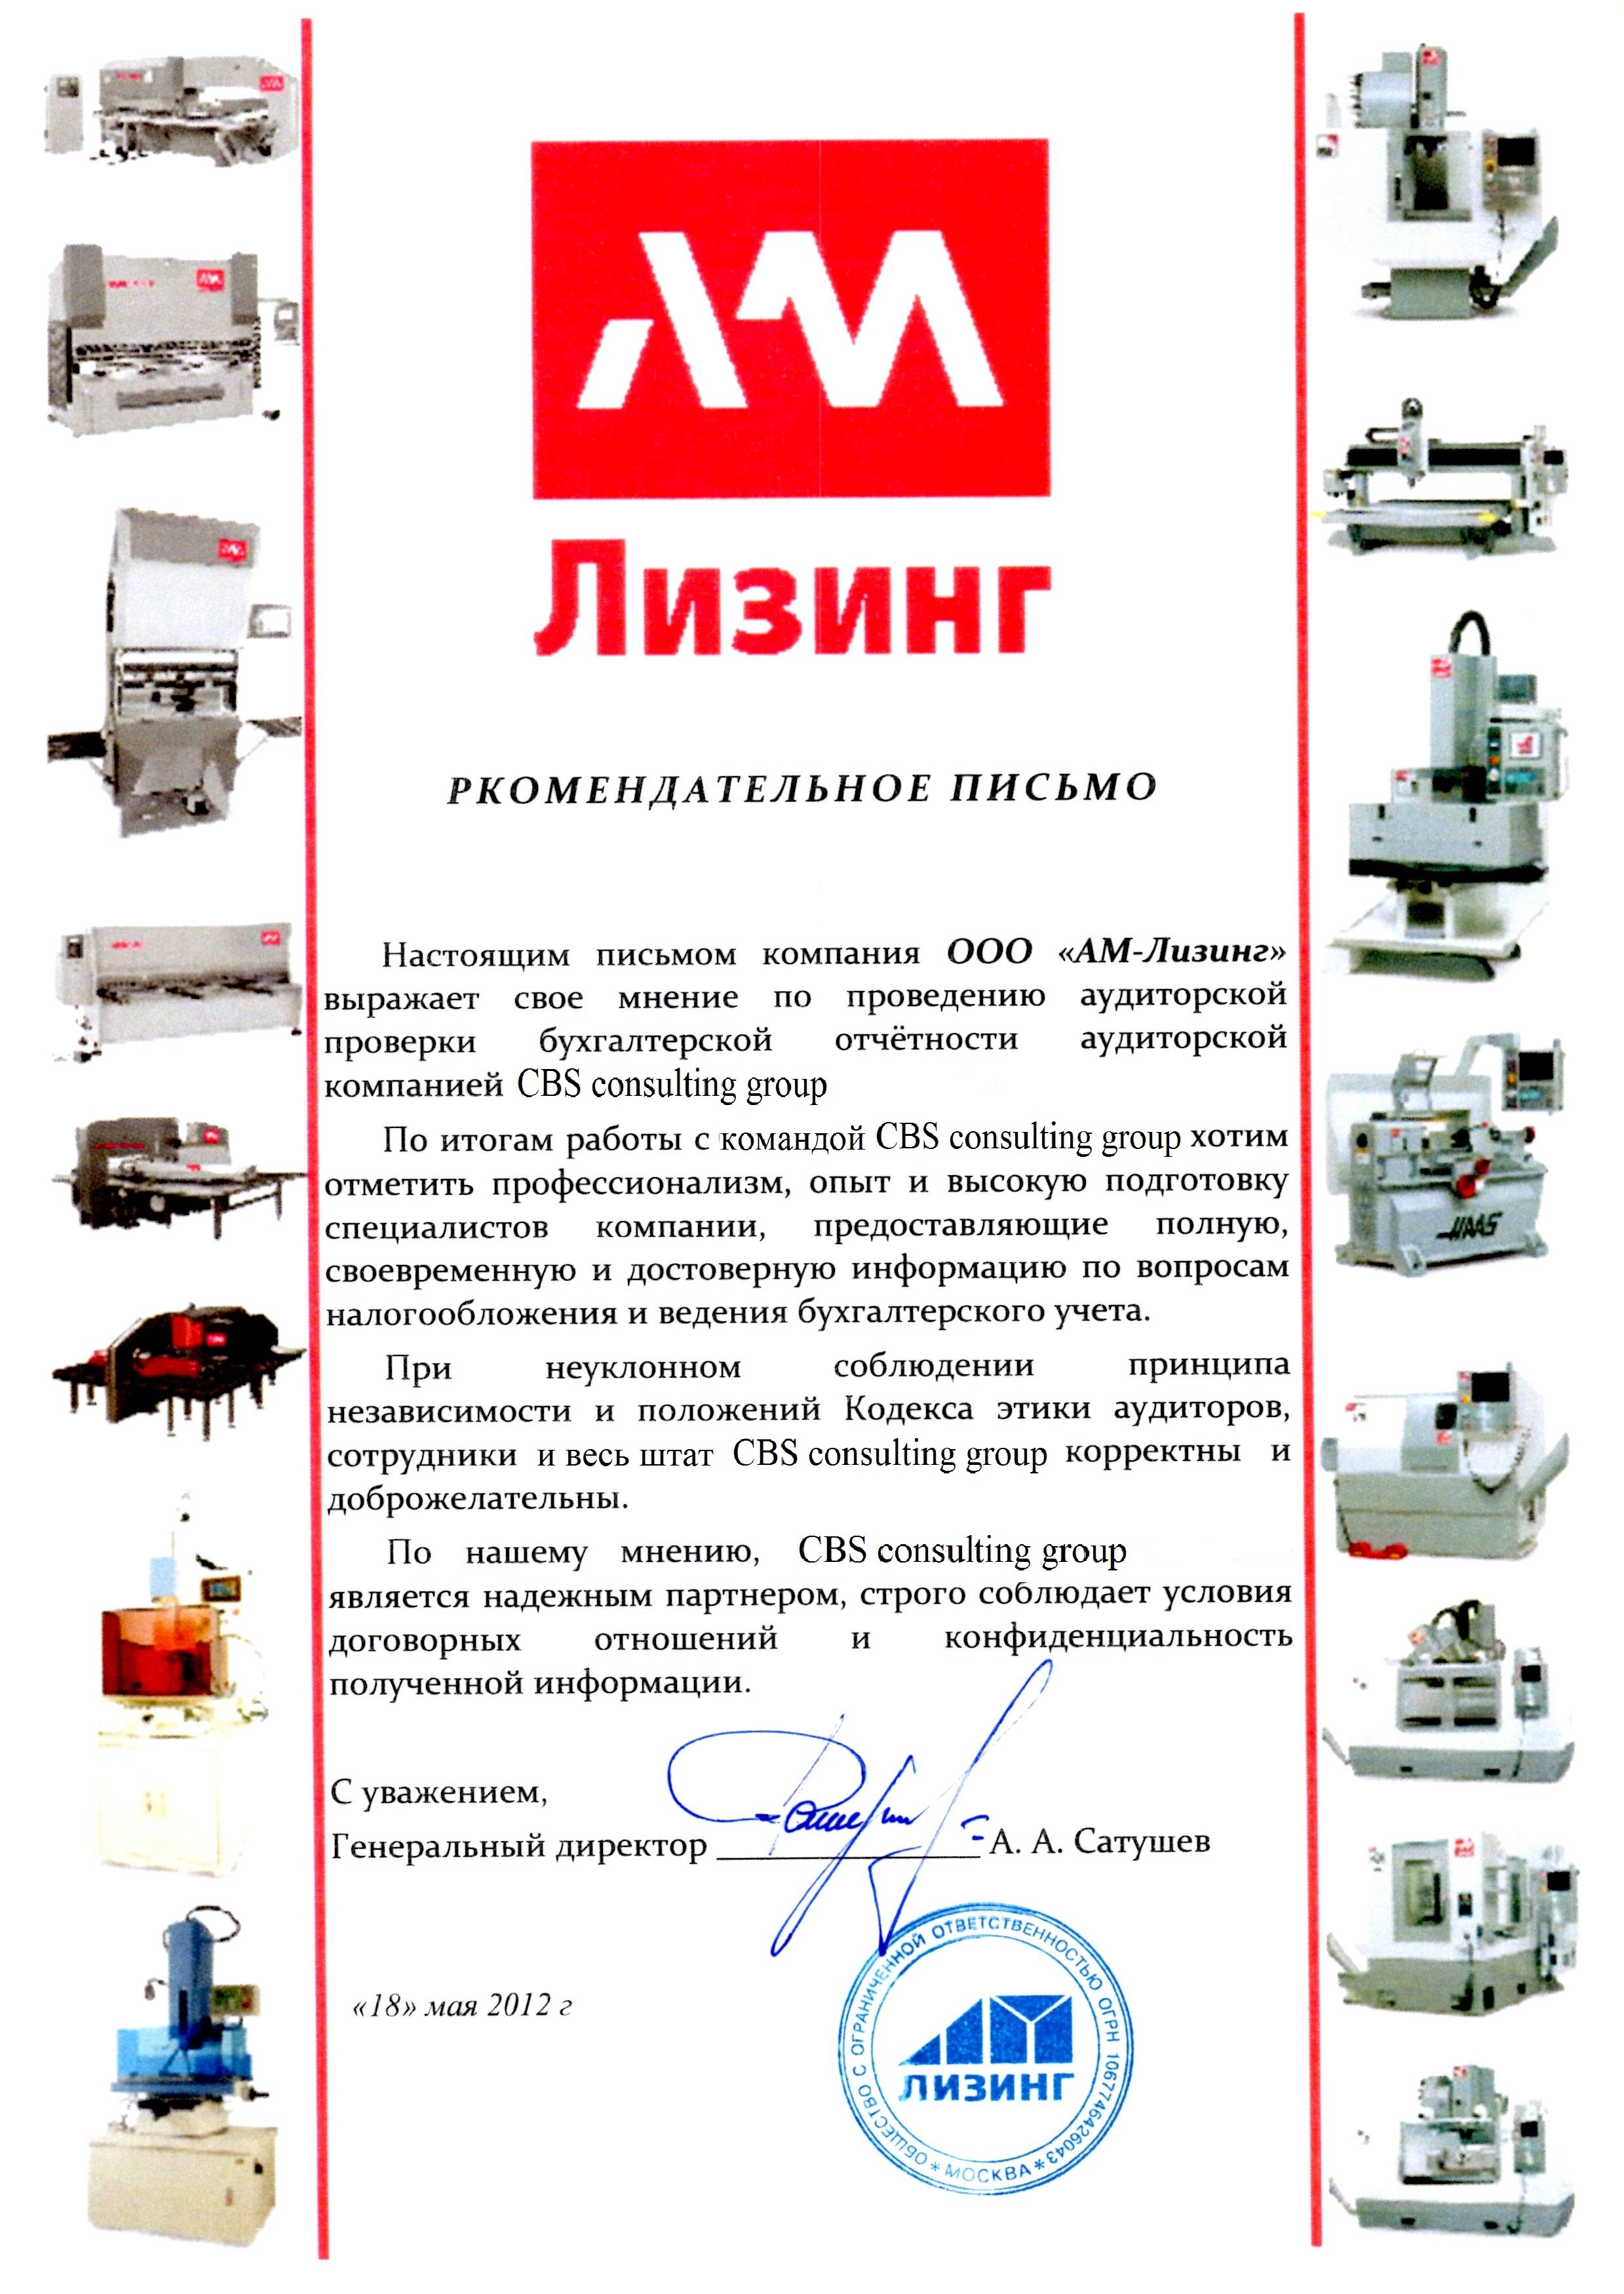 АМ
Лизинг
РКОМЕНДАТЕЛЬНОЕ ПИСЬМО
Настоящим письмом компания ООО «АМ-Лизинг»
выражает свое мнение по проведению аудиторской
проверки бухгалтерской отчётности аудиторской
компанией CBS consulting group
По итогам работы с командой CBS consulting group хотим
отметить профессионализм, опыт и высокую подготовку
специалистов компании, предоставляющие полную,
своевременную и достоверную информацию по вопросам
налогообложения и ведения бухгалтерского учета.
При неуклонном соблюдении принципа
независимости и положений Кодекса этики аудиторов,
сотрудники и весь штат CBS consulting group корректны и
доброжелательны.
По нашему мнению, CBS consulting group
является надежным партнером, строго соблюдает условия
договорных отношений и конфиденциальность
полученной информации.
С уважением,
Генеральный директор А. А. Сатушев
«18» мая 2012 г
ОБЩЕСТВО С ОГРАНИЧЕННОЙ ОТВЕТСТВЕННОСТЬЮ ОГРН 1067746426043
* МОСКВА *
ЛИЗИНГ
HAAS